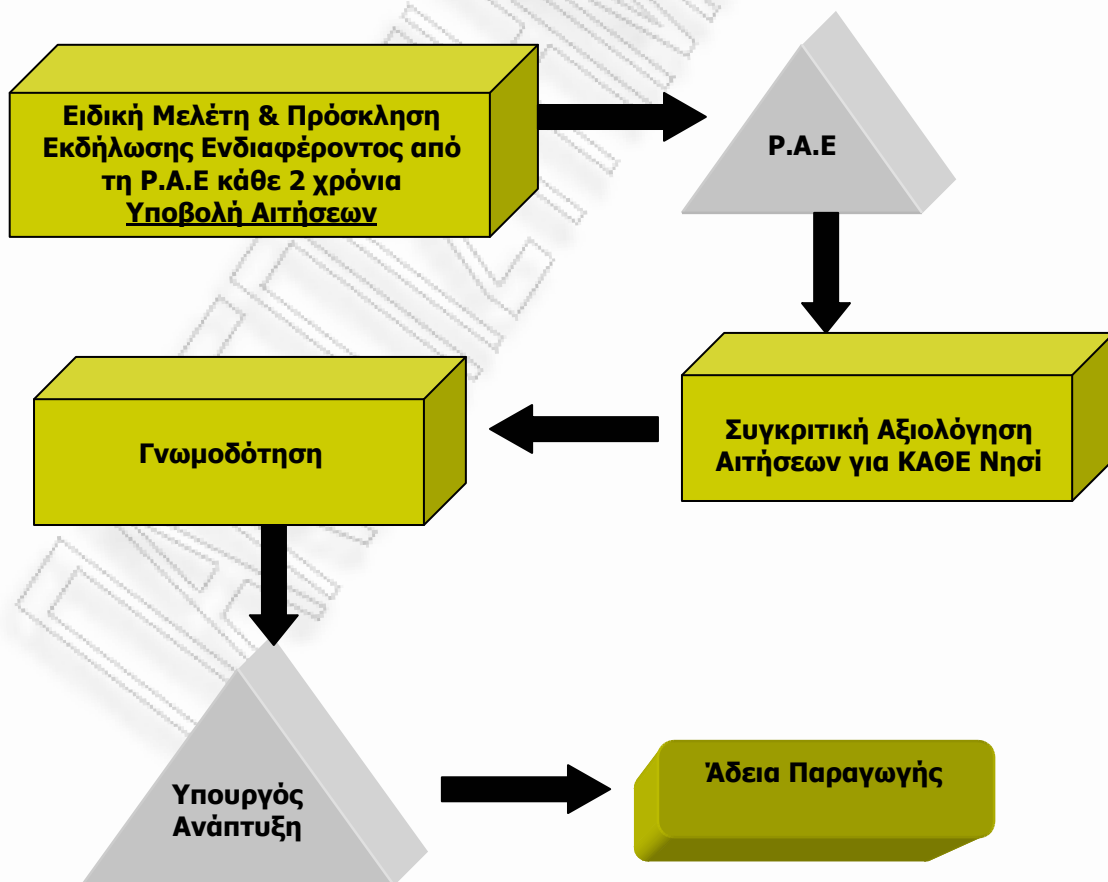 Ειδική Μελέτη & Πρόσκληση
Εκδήλωσης Ενδιαφέροντος από
τη Ρ.Α.Ε κάθε 2 χρόνια
Υποβολή Αιτήσεων
Ρ.Α.Ε
Συγκριτική Αξιολόγηση
Αιτήσεων για ΚΑΘΕ Νησί
Γνωμοδότηση
Υπουργός
Ανάπτυξη
Άδεια Παραγωγής